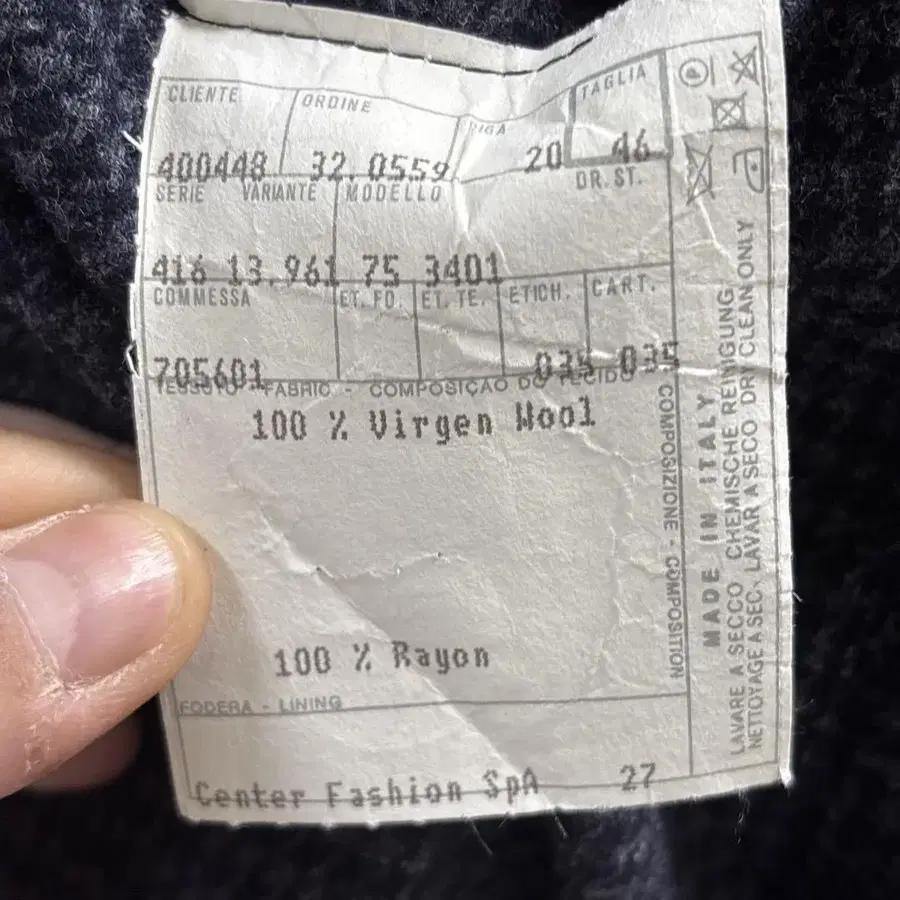 CLIENTE ORDINE RIGA TAGLIA
400448 32.0559 20 46
SERIE VARIANTE MODELLO DR. ST.
416 13.961 75 3401
COMMESSA ET. FO. ET. TE. ETICH. CART.
705601 035 035
TESSUTO - FABRIC - COMPOSIÇAO DO TECIDO
100 % Virgen Wool
100 % Rayon
FODERA - LINING
Center Fashion SpA 27
COMPOSIZIONE - COMPOSITION
MADE IN ITALY
LAVARE A SECCO CHEMISCHE REINIGUNG
NETTOYAGE A SEC. LAVAR A SECO DRY CLEAN ONLY
P